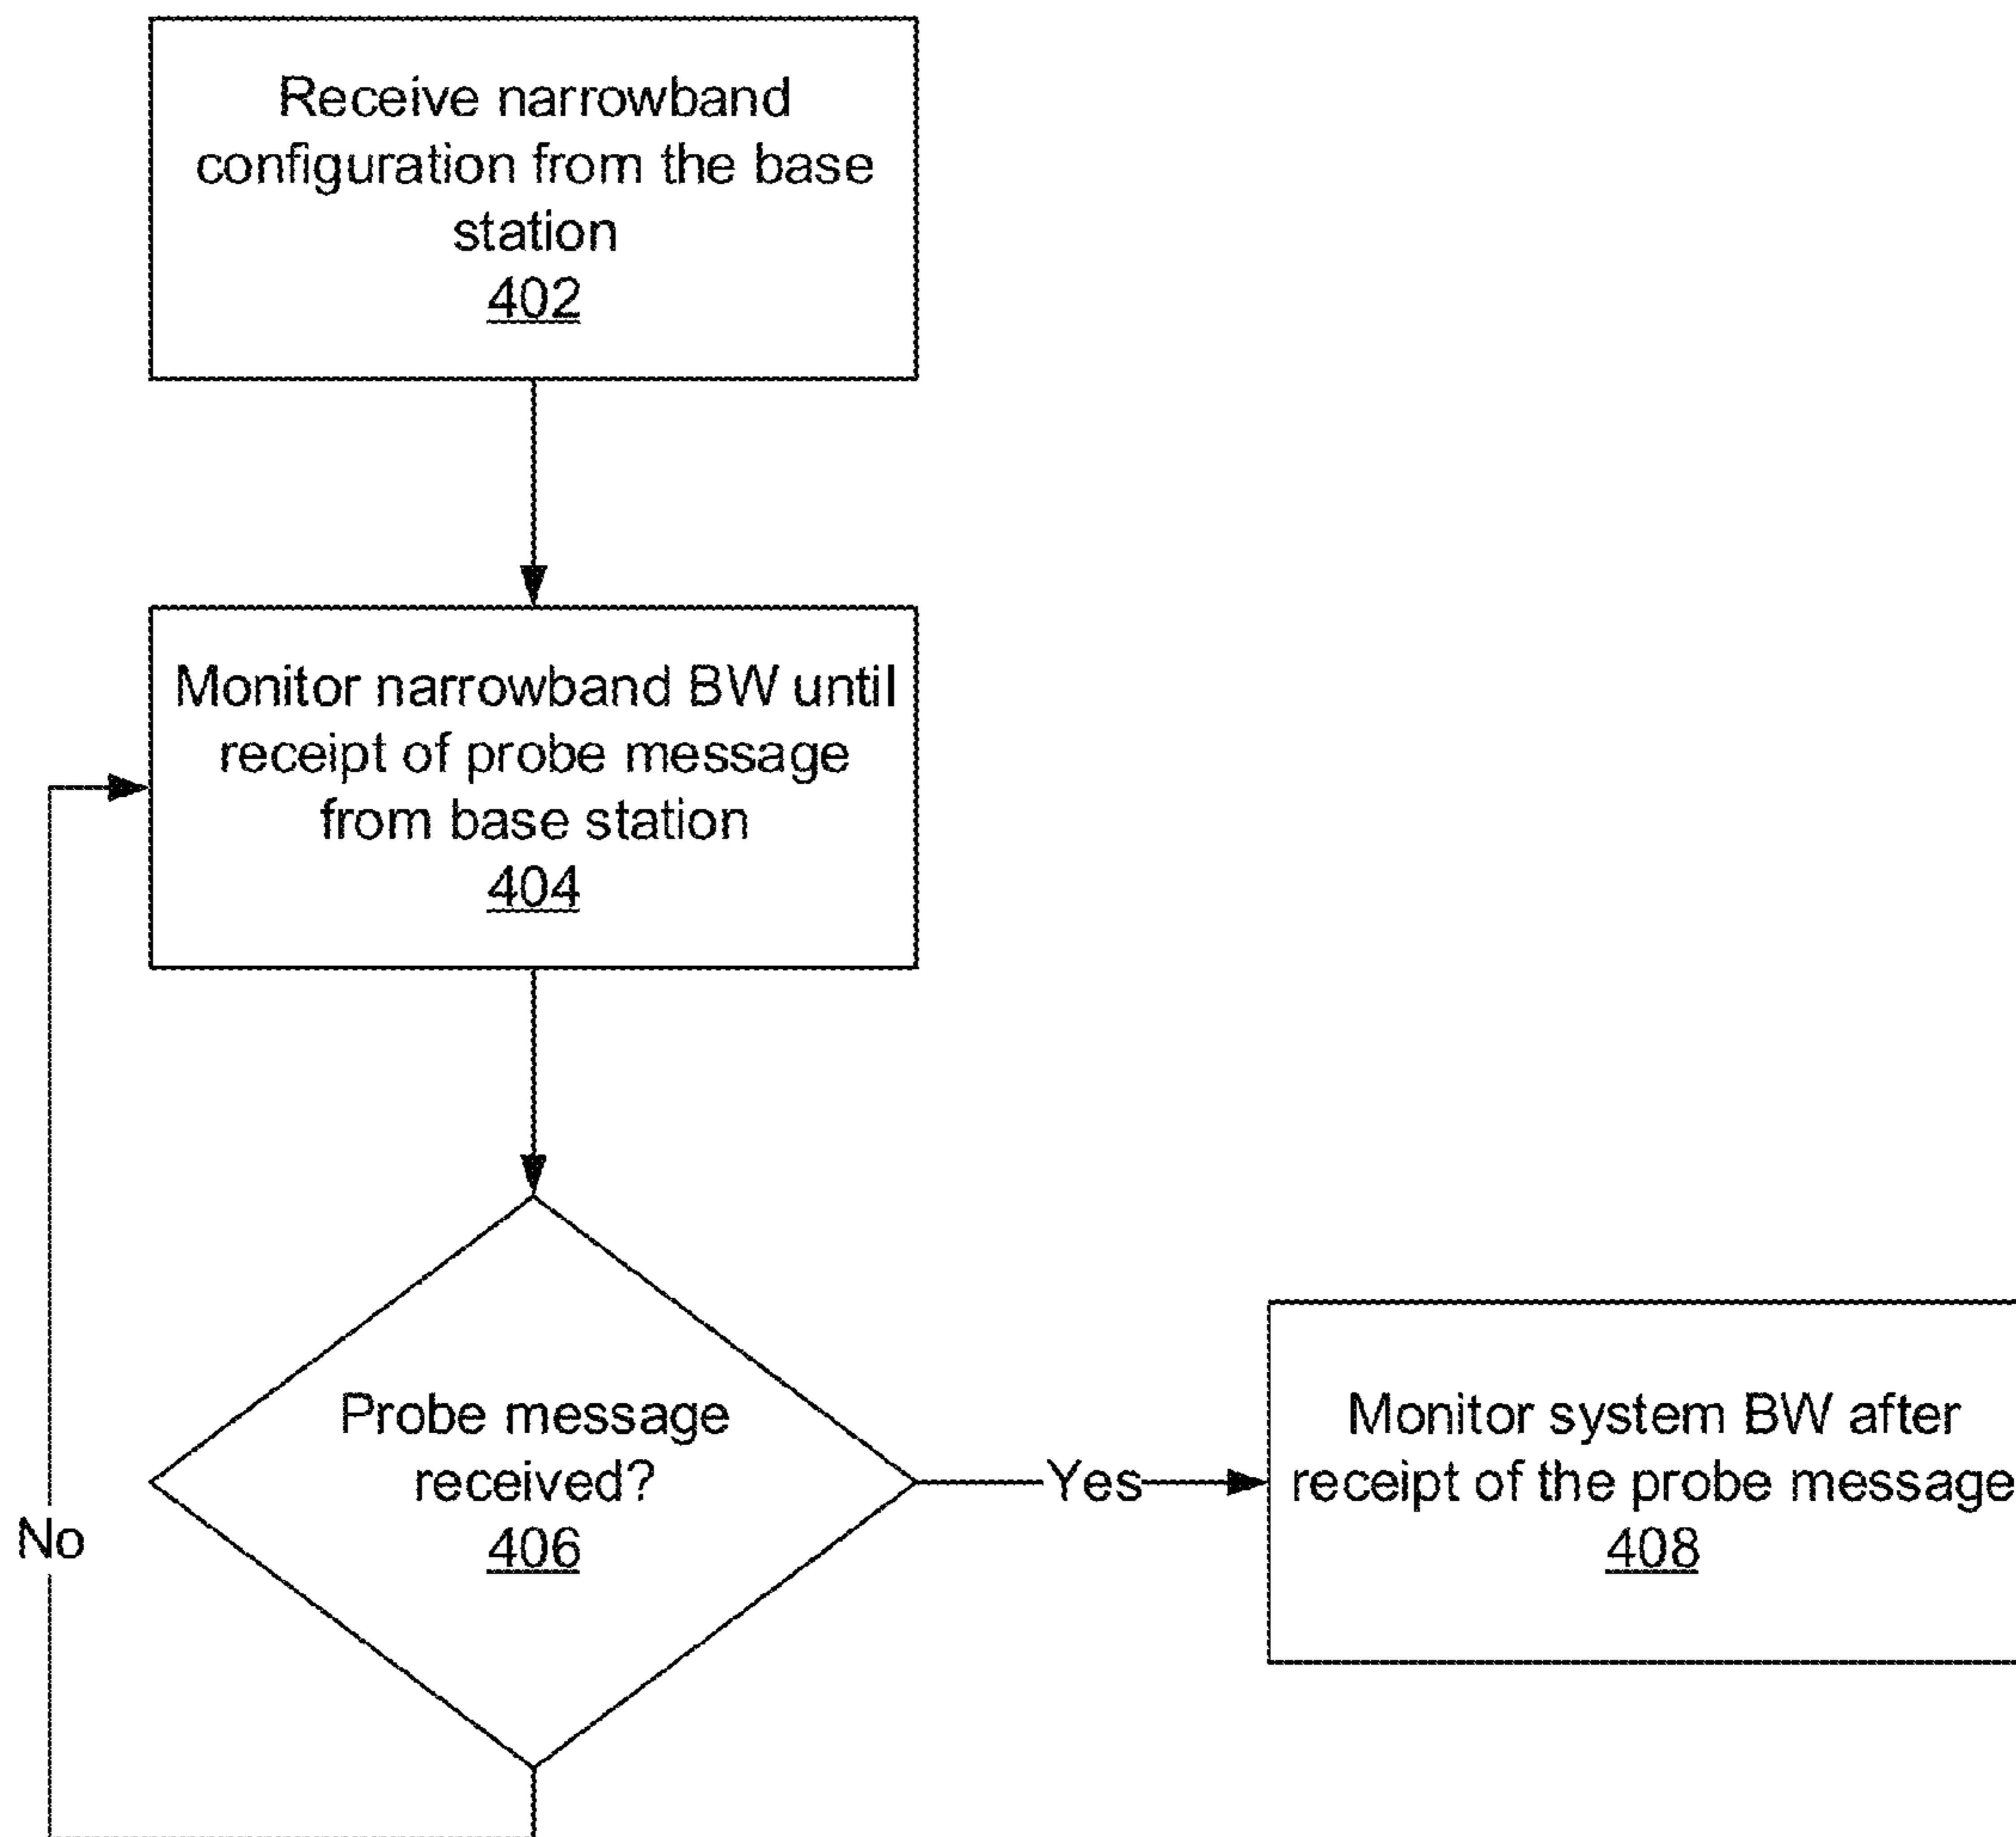 Receive narrowband
configuration from the base
station
402
Monitor narrowband BW until
receipt of probe message
from base station
404
Probe message
received?
406
Yes
Monitor system BW after
receipt of the probe message
408
No